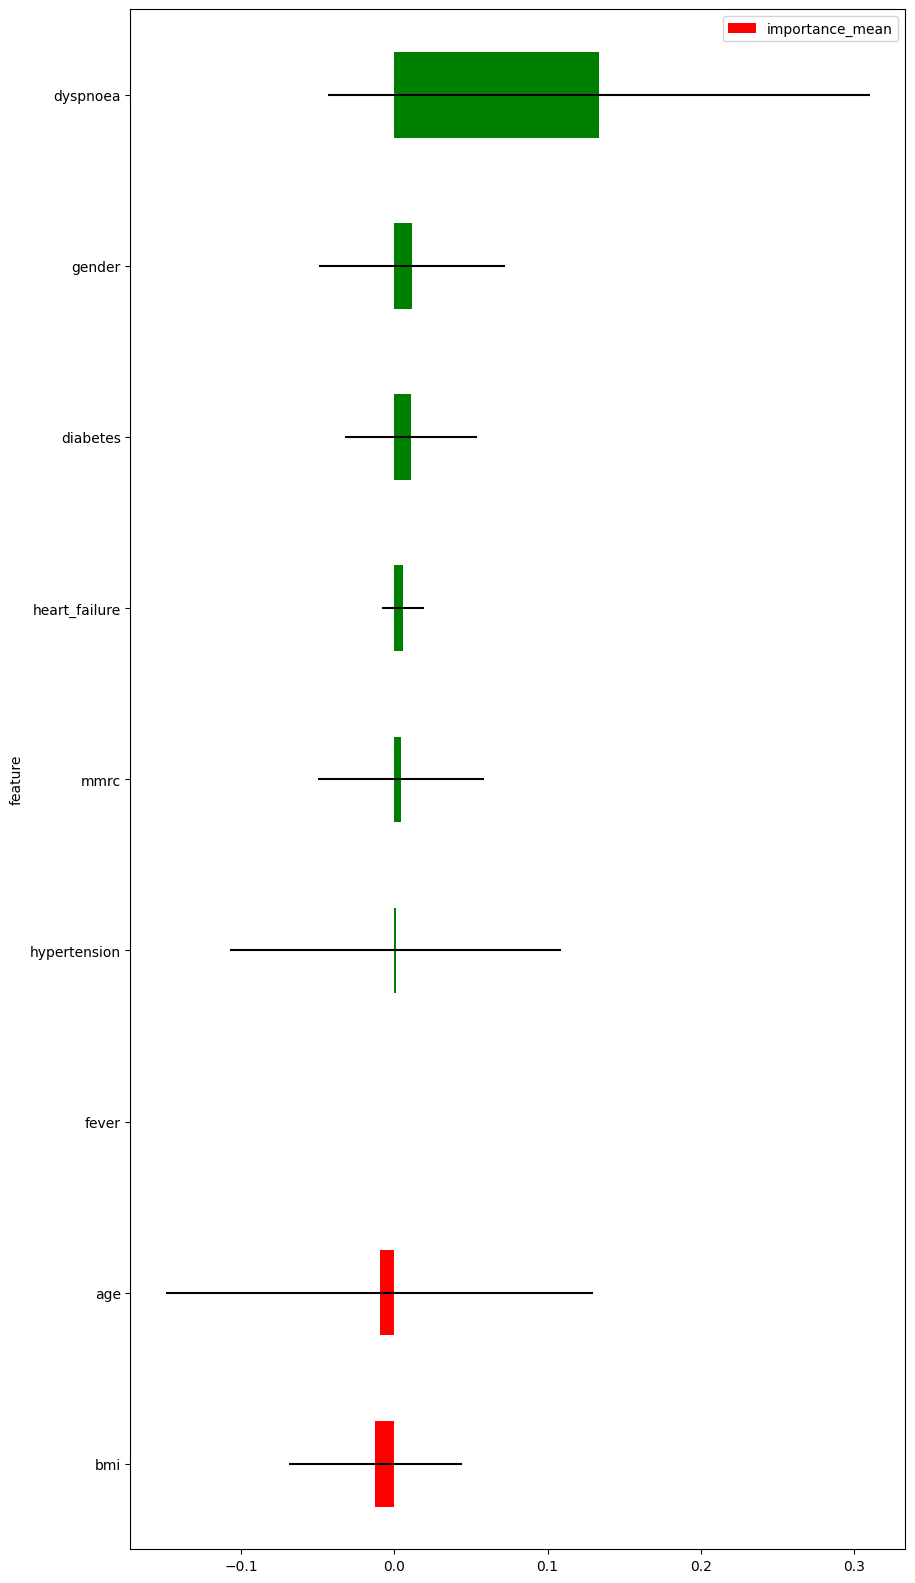 importance_mean
dyspnoea
gender
diabetes
heart_failure
mmrc
hypertension
fever
age
bmi
feature
−0.1
0.0
0.1
0.2
0.3